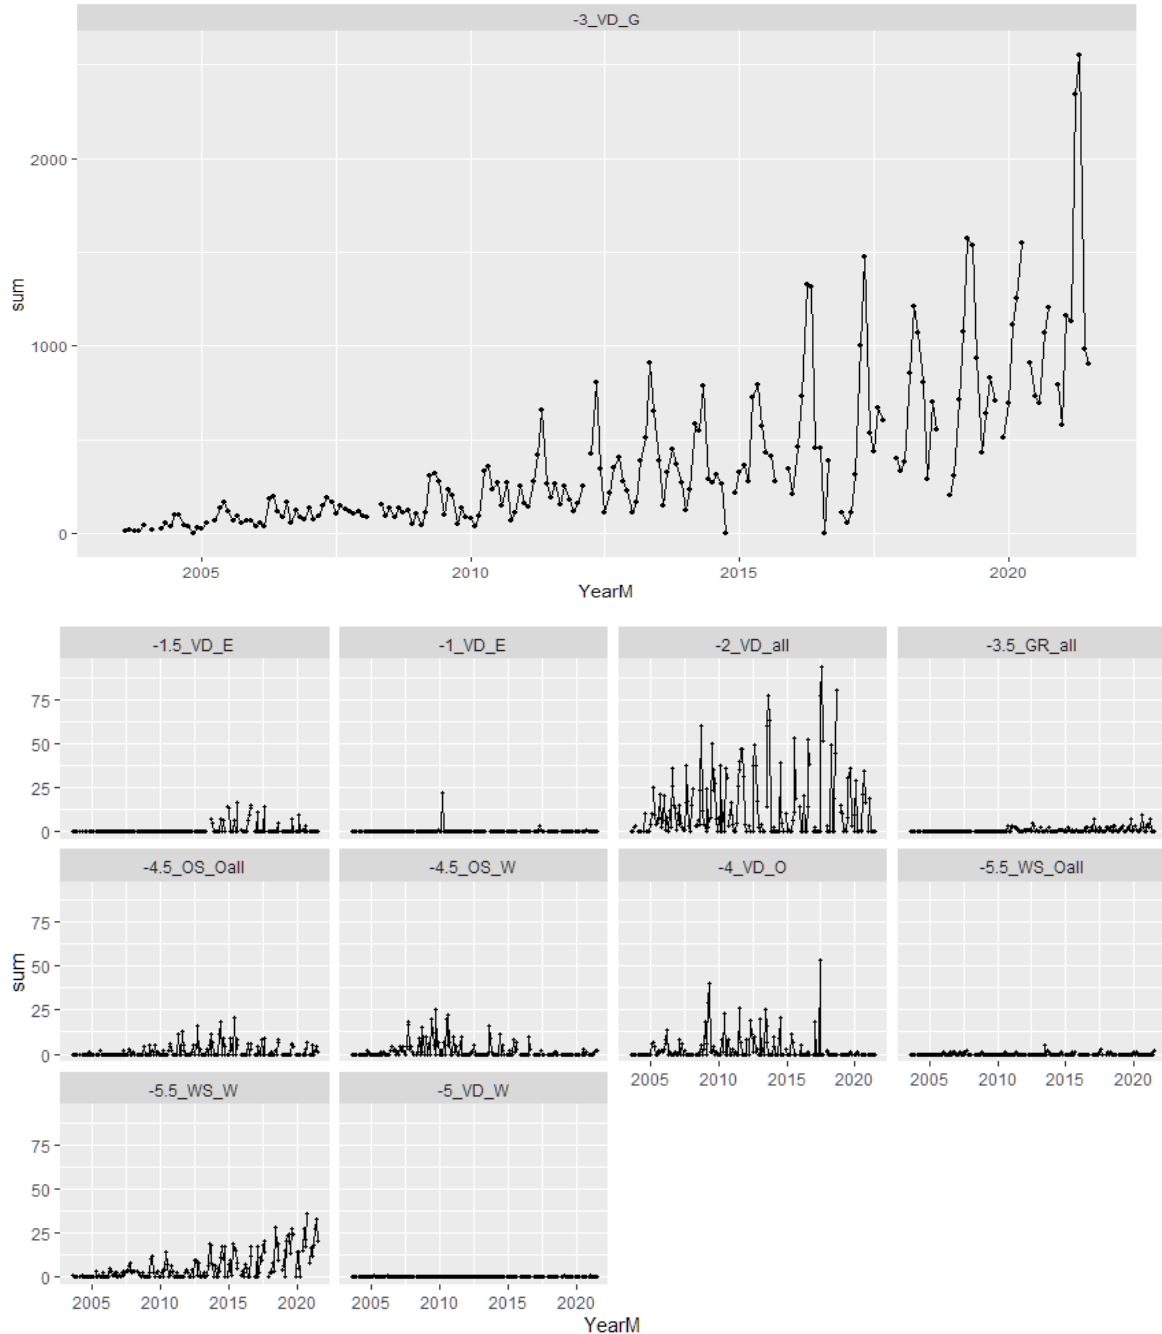 -3_VD_G
2000
1000
0
sum
2005 2010 2015 2020
YearM
-1.5_VD_E -1_VD_E -2_VD_all -3.5_GR_all
75
50
25
0
-4.5_OS_Oall -4.5_OS_W -4_VD_O -5.5_WS_Oall
75
50
25
0
sum
2005 2010 2015 2020 2005 2010 2015 2020
-5.5_WS_W -5_VD_W
75
50
25
0
2005 2010 2015 2020 2005 2010 2015 2020
YearM